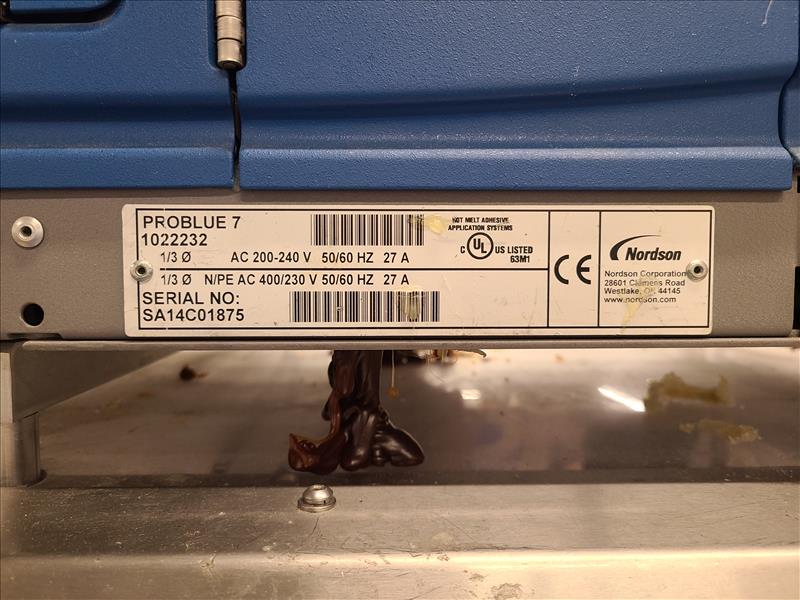 PROBLUE 7
1022232
1/3 Ø AC 200-240 V 50/60 HZ 27 A
1/3 Ø N/PE AC 400/230 V 50/60 HZ 27 A
SERIAL NO:
SA14C01875
HOT MELT ADHESIVE
APPLICATION SYSTEMS
C UL US LISTED
63M1
CE
Nordson
Nordson Corporation
28601 Clemens Road
Westlake, OH 44145
www.nordson.com